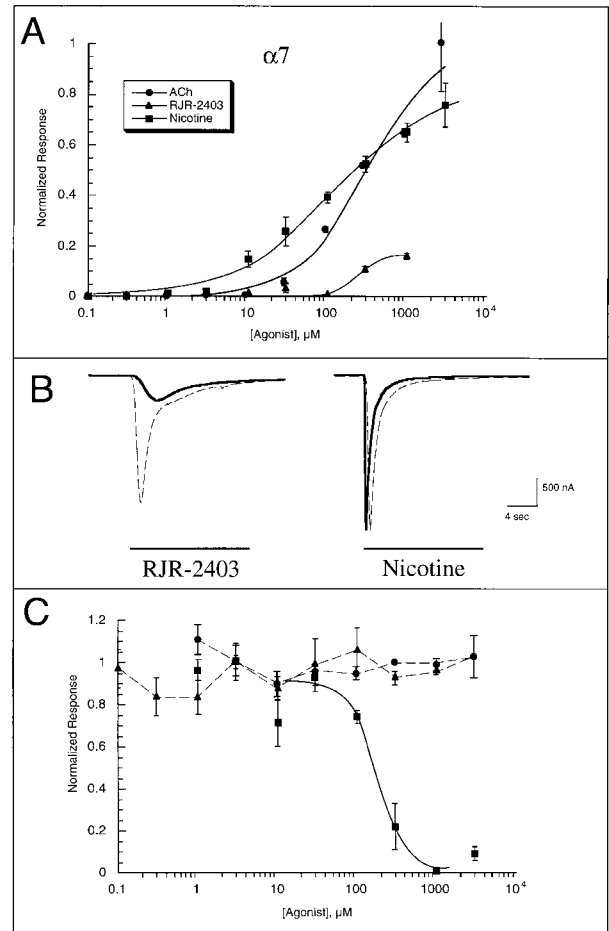 A
α7
ACh
RJR-2403
Nicotine
Normalized Response
1
0.8
0.6
0.4
0.2
0
0.1
1
10
100
1000
10⁴
[Agonist], µM
B
500 nA
4 sec
RJR-2403
Nicotine
C
Normalized Response
1.2
1
0.8
0.6
0.4
0.2
0
0.1
1
10
100
1000
10⁴
[Agonist], µM